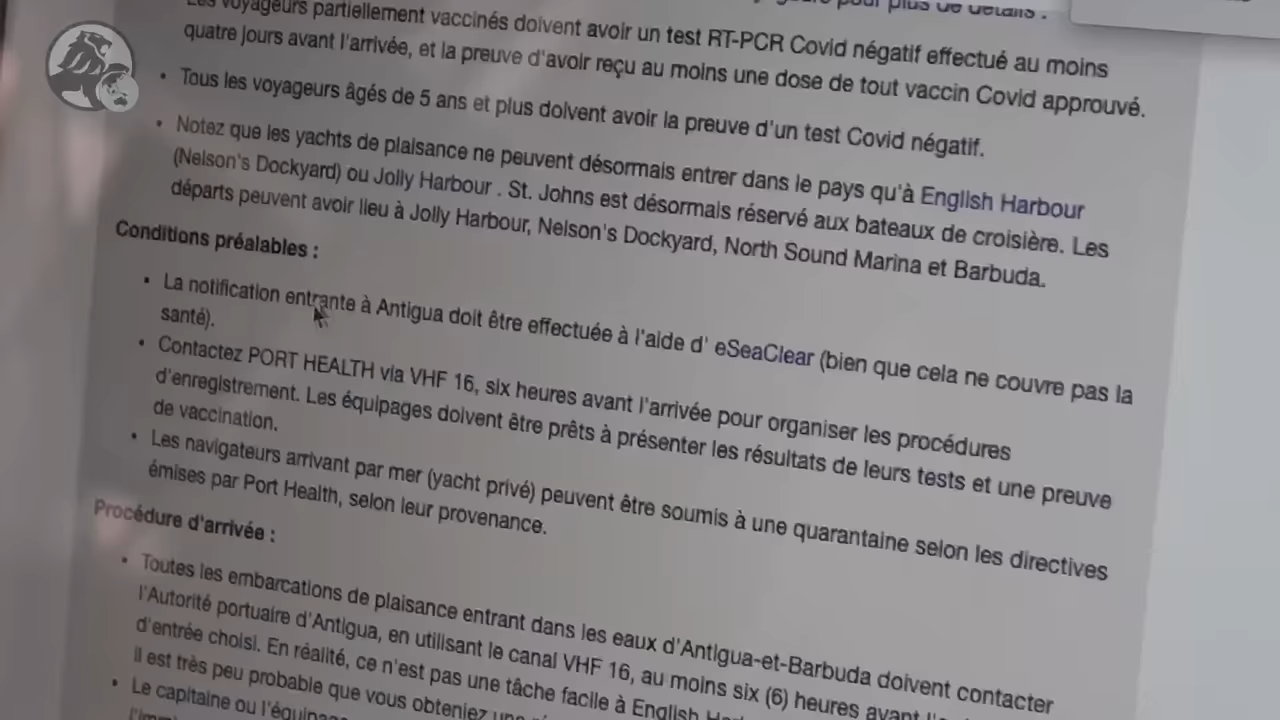 pour plus de détails .
Les voyageurs partiellement vaccinés doivent avoir un test RT-PCR Covid négatif effectué au moins
quatre jours avant l'arrivée, et la preuve d'avoir reçu au moins une dose de tout vaccin Covid approuvé.
• Tous les voyageurs âgés de 5 ans et plus doivent avoir la preuve d'un test Covid négatif.
• Notez que les yachts de plaisance ne peuvent désormais entrer dans le pays qu'à English Harbour
(Nelson's Dockyard) ou Jolly Harbour . St. Johns est désormais réservé aux bateaux de croisière. Les
départs peuvent avoir lieu à Jolly Harbour, Nelson's Dockyard, North Sound Marina et Barbuda.
Conditions préalables :
• La notification entrante à Antigua doit être effectuée à l'aide d' eSeaClear (bien que cela ne couvre pas la
santé).
• Contactez PORT HEALTH via VHF 16, six heures avant l'arrivée pour organiser les procédures
d'enregistrement. Les équipages doivent être prêts à présenter les résultats de leurs tests et une preuve
de vaccination.
• Les navigateurs arrivant par mer (yacht privé) peuvent être soumis à une quarantaine selon les directives
émises par Port Health, selon leur provenance.
Procédure d'arrivée :
• Toutes les embarcations de plaisance entrant dans les eaux d'Antigua-et-Barbuda doivent contacter
l'Autorité portuaire d'Antigua, en utilisant le canal VHF 16, au moins six (6) heures avant
d'entrée choisi. En réalité, ce n'est pas une tâche facile à English
il est très peu probable que vous obteniez une
• Le capitaine ou